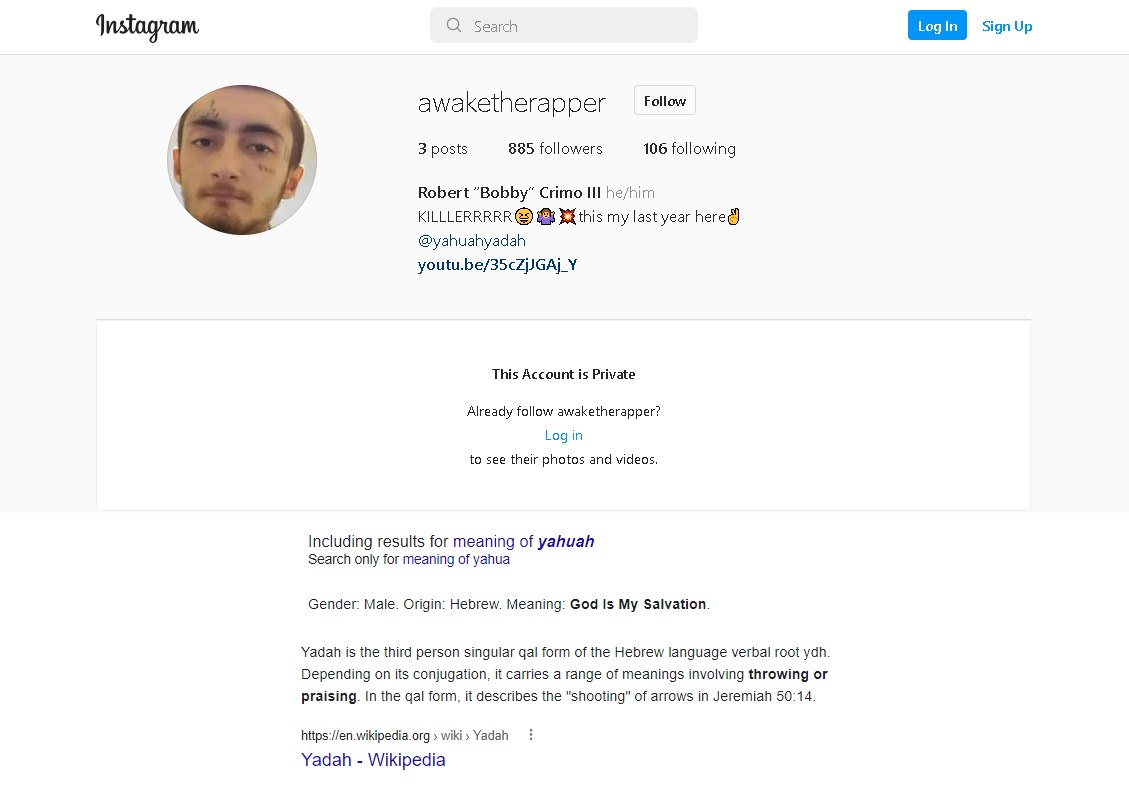 Instagram
Search
Log In
Sign Up
awaketherapper
Follow
3 posts 885 followers 106 following
Robert "Bobby" Crimo III he/him
KILLLERRRRR😆🤷‍♀️💥this my last year here✌️
@yahuahyadah
youtu.be/35cZjJGAj_Y
This Account is Private
Already follow awaketherapper?
Log in
to see their photos and videos.
Including results for meaning of yahuah
Search only for meaning of yahua
Gender: Male. Origin: Hebrew. Meaning: God Is My Salvation.
Yadah is the third person singular qal form of the Hebrew language verbal root ydh.
Depending on its conjugation, it carries a range of meanings involving throwing or
praising. In the qal form, it describes the "shooting" of arrows in Jeremiah 50:14.
https://en.wikipedia.org › wiki › Yadah
Yadah - Wikipedia